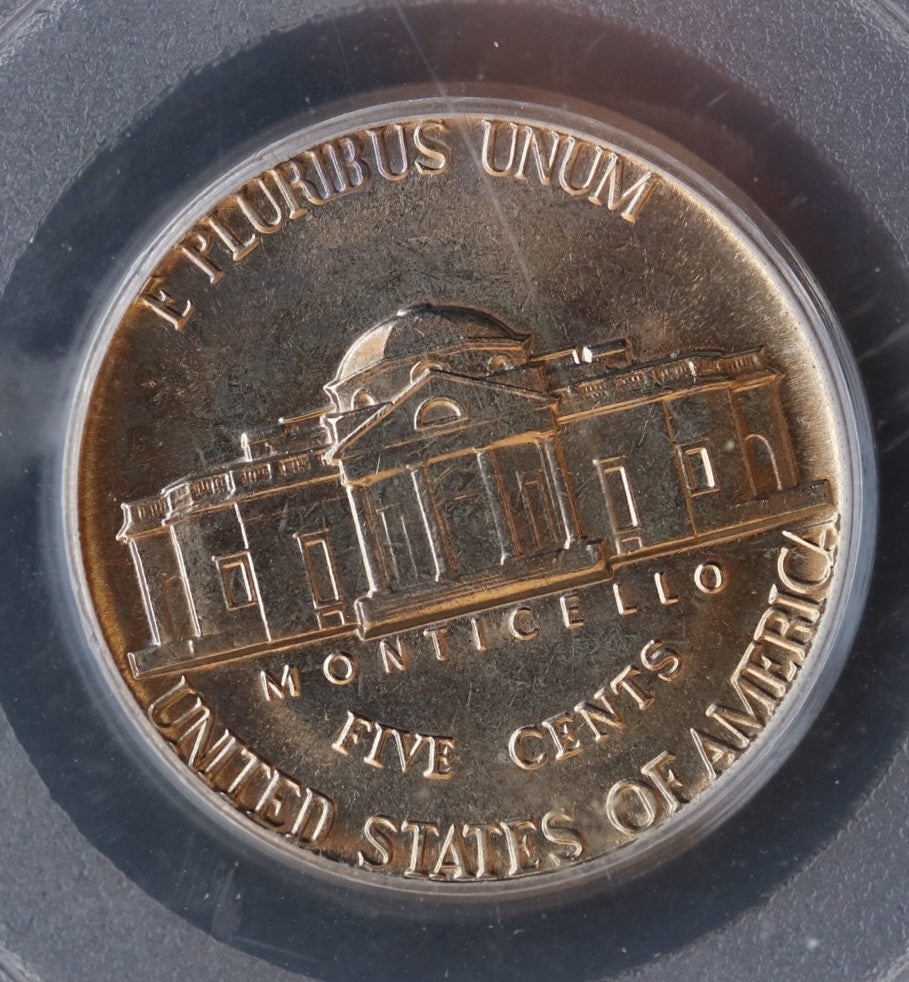 E PLURIBUS UNUM
MONTICELLO
FIVE CENTS
UNITED STATES OF AMERICA